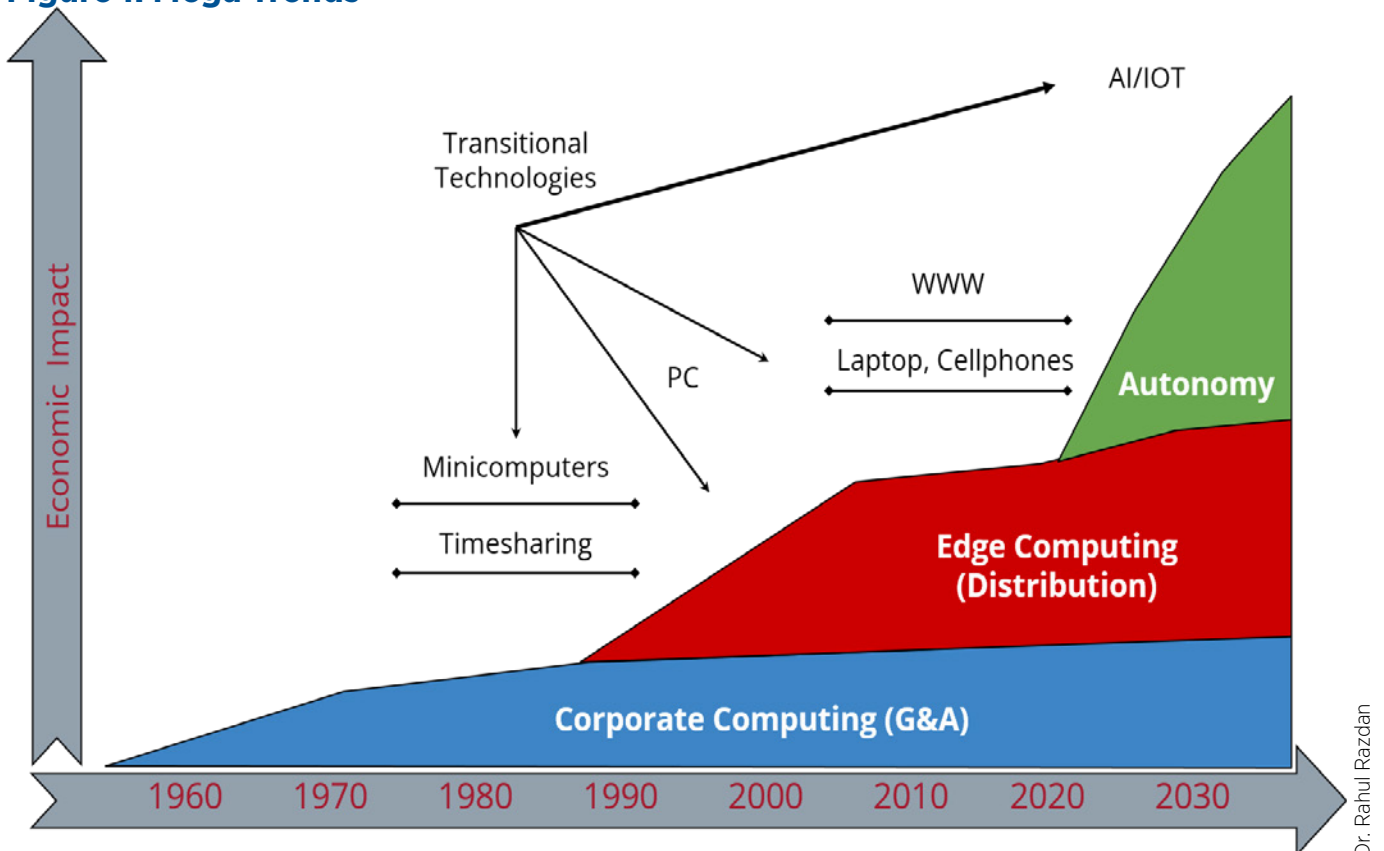 AI/IOT
Transitional
Technologies
WWW
Laptop, Cellphones
PC
Autonomy
Economic Impact
Minicomputers
Timesharing
Edge Computing
(Distribution)
Corporate Computing (G&A)
1960 1970 1980 1990 2000 2010 2020 2030
Dr. Rahul Razdan